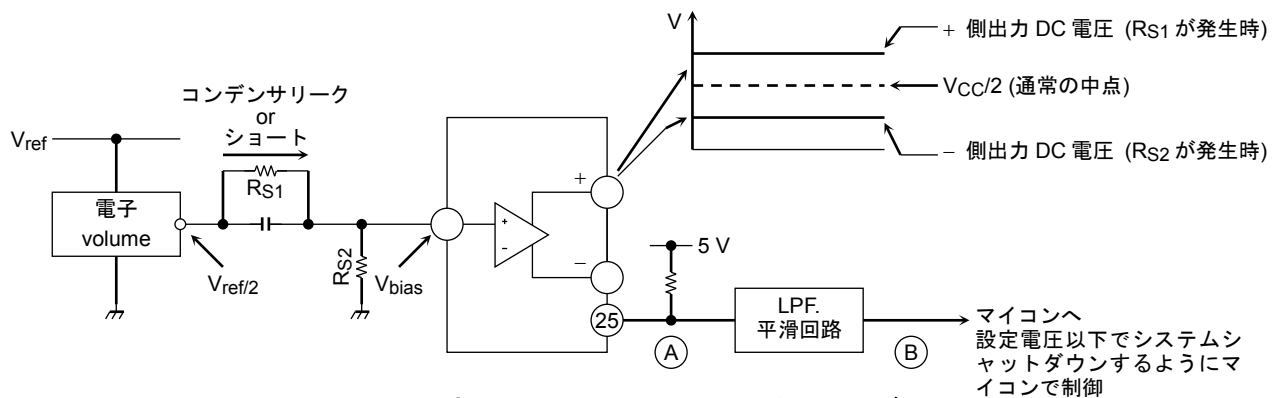 V
+ 側出力 DC 電圧 (RS1 が発生時)
VCC/2 (通常の中点)
− 側出力 DC 電圧 (RS2 が発生時)
コンデンサリーク
or
ショート
Vref
RS1
電子
volume
Vref/2
RS2
Vbias
+
−
+
−
25
5 V
A
LPF.
平滑回路
B
マイコンへ
設定電圧以下でシステムシ
ャットダウンするようにマ
イコンで制御